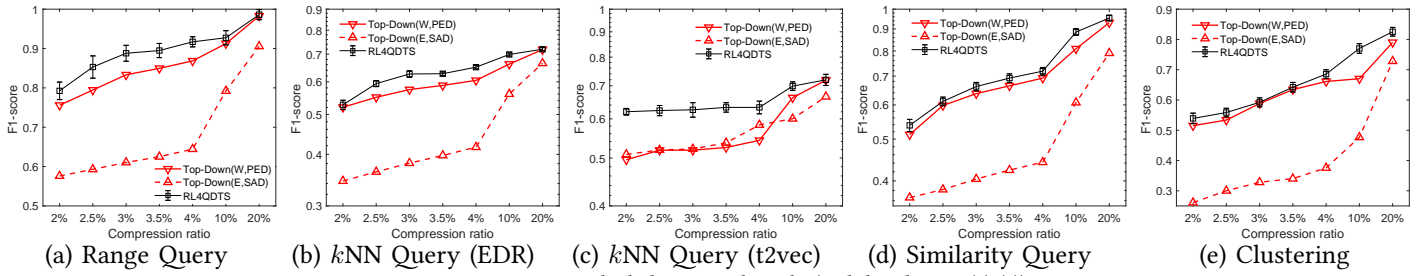 1
0.9
0.8
0.7
0.6
0.5
F1-score
Top-Down(W,PED)
Top-Down(E,SAD)
RL4QDTS
2% 2.5% 3% 3.5% 4% 10% 20%
Compression ratio
(a) Range Query
1
0.9
0.8
0.7
0.6
0.5
0.4
0.3
F1-score
Top-Down(W,PED)
Top-Down(E,SAD)
RL4QDTS
2% 2.5% 3% 3.5% 4% 10% 20%
Compression ratio
(b) kNN Query (EDR)
1
0.9
0.8
0.7
0.6
0.5
0.4
F1-score
Top-Down(W,PED)
Top-Down(E,SAD)
RL4QDTS
2% 2.5% 3% 3.5% 4% 10% 20%
Compression ratio
(c) kNN Query (t2vec)
1
0.9
0.8
0.7
0.6
0.5
0.4
F1-score
Top-Down(W,PED)
Top-Down(E,SAD)
RL4QDTS
2% 2.5% 3% 3.5% 4% 10% 20%
Compression ratio
(d) Similarity Query
0.9
0.8
0.7
0.6
0.5
0.4
0.3
F1-score
Top-Down(W,PED)
Top-Down(E,SAD)
RL4QDTS
2% 2.5% 3% 3.5% 4% 10% 20%
Compression ratio
(e) Clustering